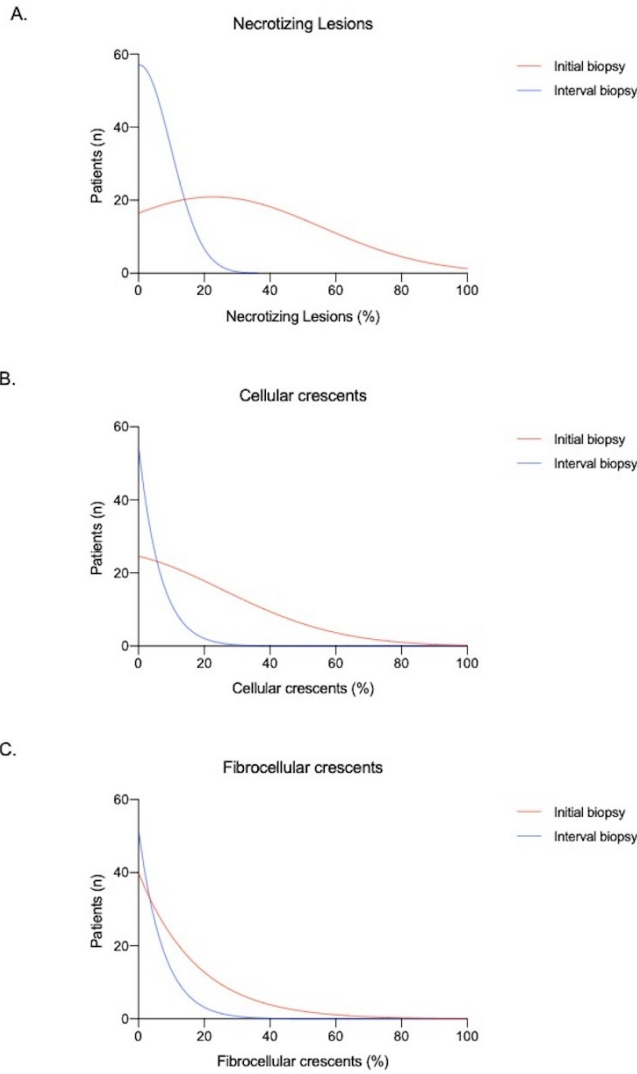 A.
Necrotizing Lesions
60
40
20
0
Patients (n)
0 20 40 60 80 100
Necrotizing Lesions (%)
Initial biopsy
Interval biopsy
B.
Cellular crescents
60
40
20
0
Patients (n)
0 20 40 60 80 100
Cellular crescents (%)
Initial biopsy
Interval biopsy
C.
Fibrocellular crescents
60
40
20
0
Patients (n)
0 20 40 60 80 100
Fibrocellular crescents (%)
Initial biopsy
Interval biopsy